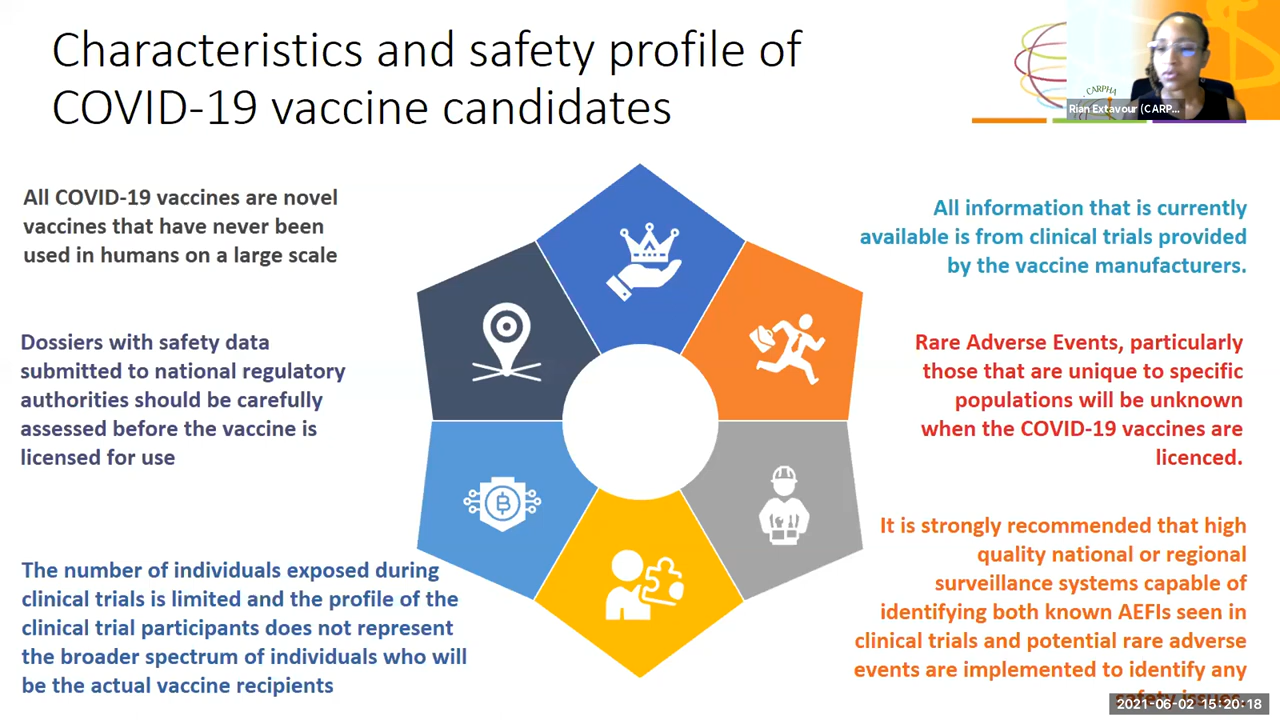 Characteristics and safety profile of
COVID-19 vaccine candidates
CARPHA
Rian Extavour (CARP...
All COVID-19 vaccines are novel
vaccines that have never been
used in humans on a large scale
Dossiers with safety data
submitted to national regulatory
authorities should be carefully
assessed before the vaccine is
licensed for use
The number of individuals exposed during
clinical trials is limited and the profile of the
clinical trial participants does not represent
the broader spectrum of individuals who will
be the actual vaccine recipients
All information that is currently
available is from clinical trials provided
by the vaccine manufacturers.
Rare Adverse Events, particularly
those that are unique to specific
populations will be unknown
when the COVID-19 vaccines are
licenced.
It is strongly recommended that high
quality national or regional
surveillance systems capable of
identifying both known AEFIs seen in
clinical trials and potential rare adverse
events are implemented to identify any
safety issues.
2021-06-02 15:20:18